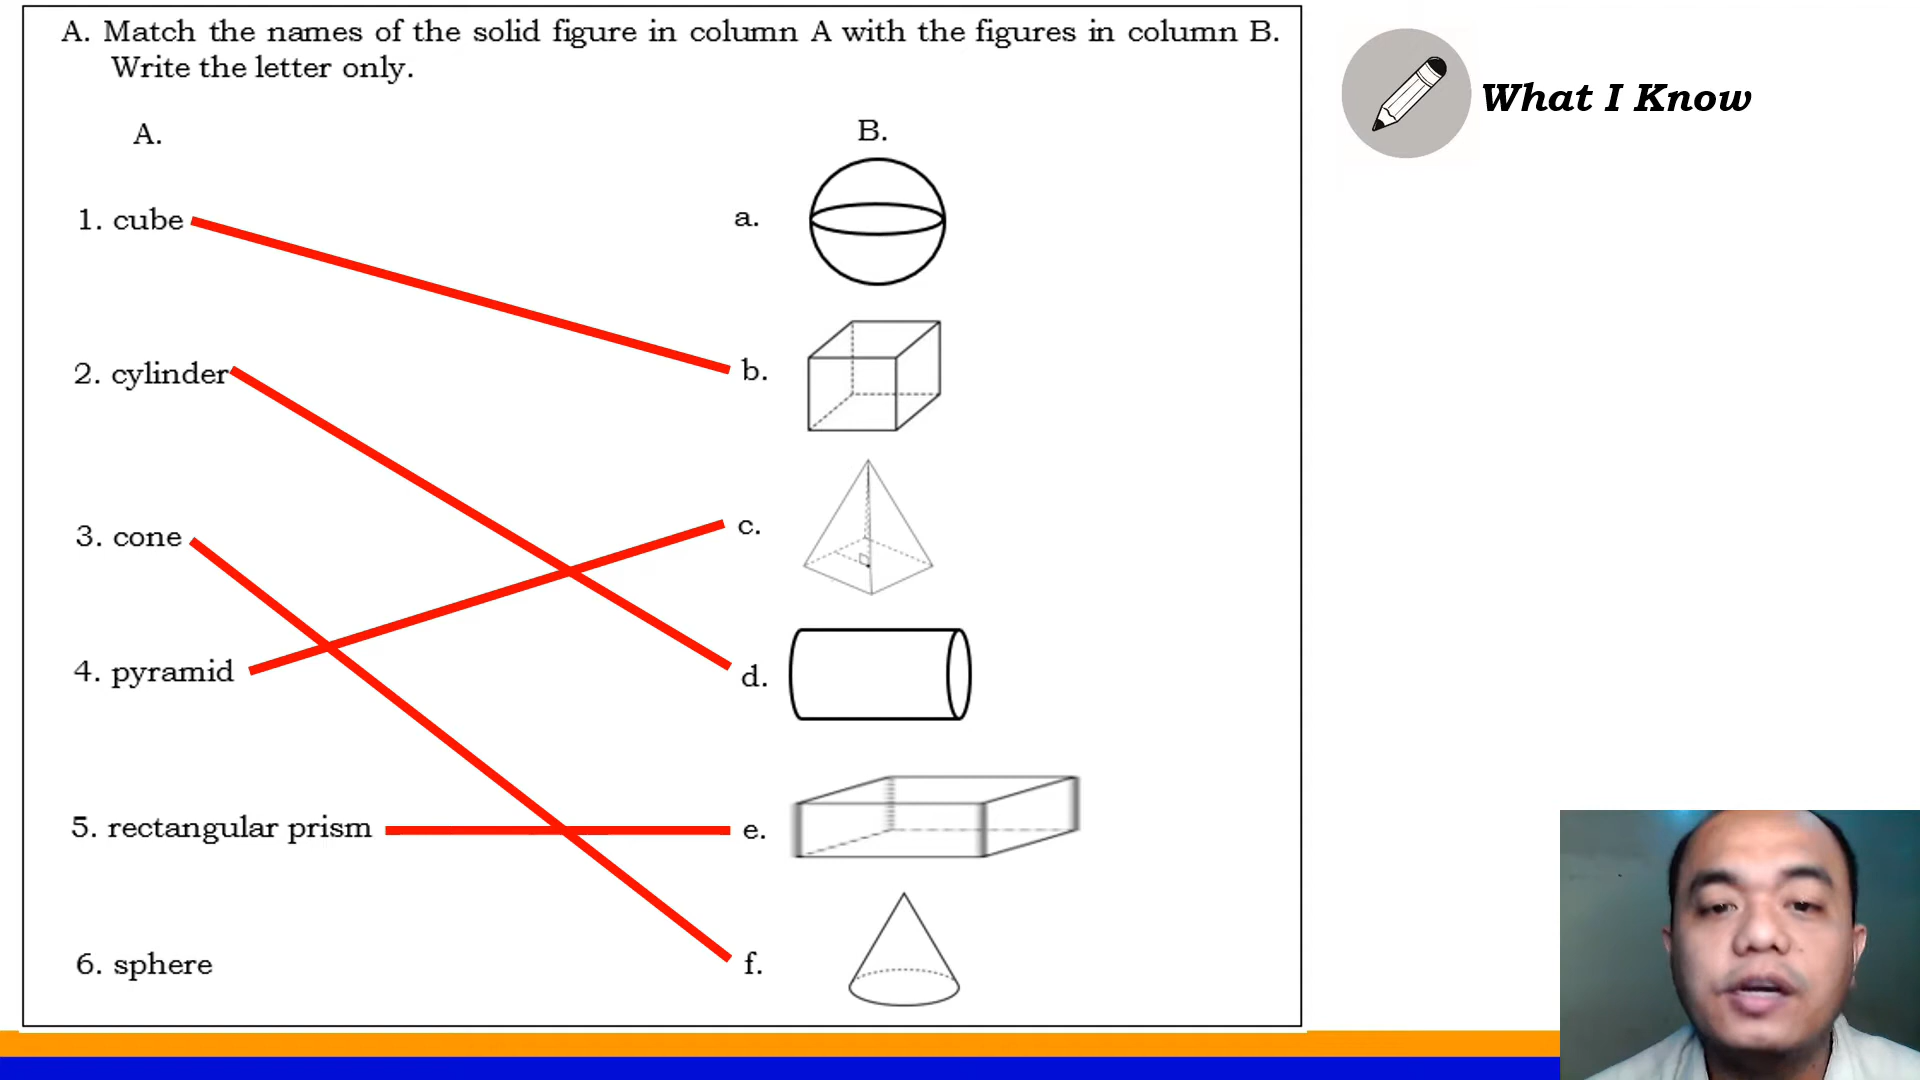 A. Match the names of the solid figure in column A with the figures in column B.
Write the letter only.
What I Know
A.
B.
1. cube
a.
2. cylinder
b.
3. cone
c.
4. pyramid
d.
5. rectangular prism
e.
6. sphere
f.